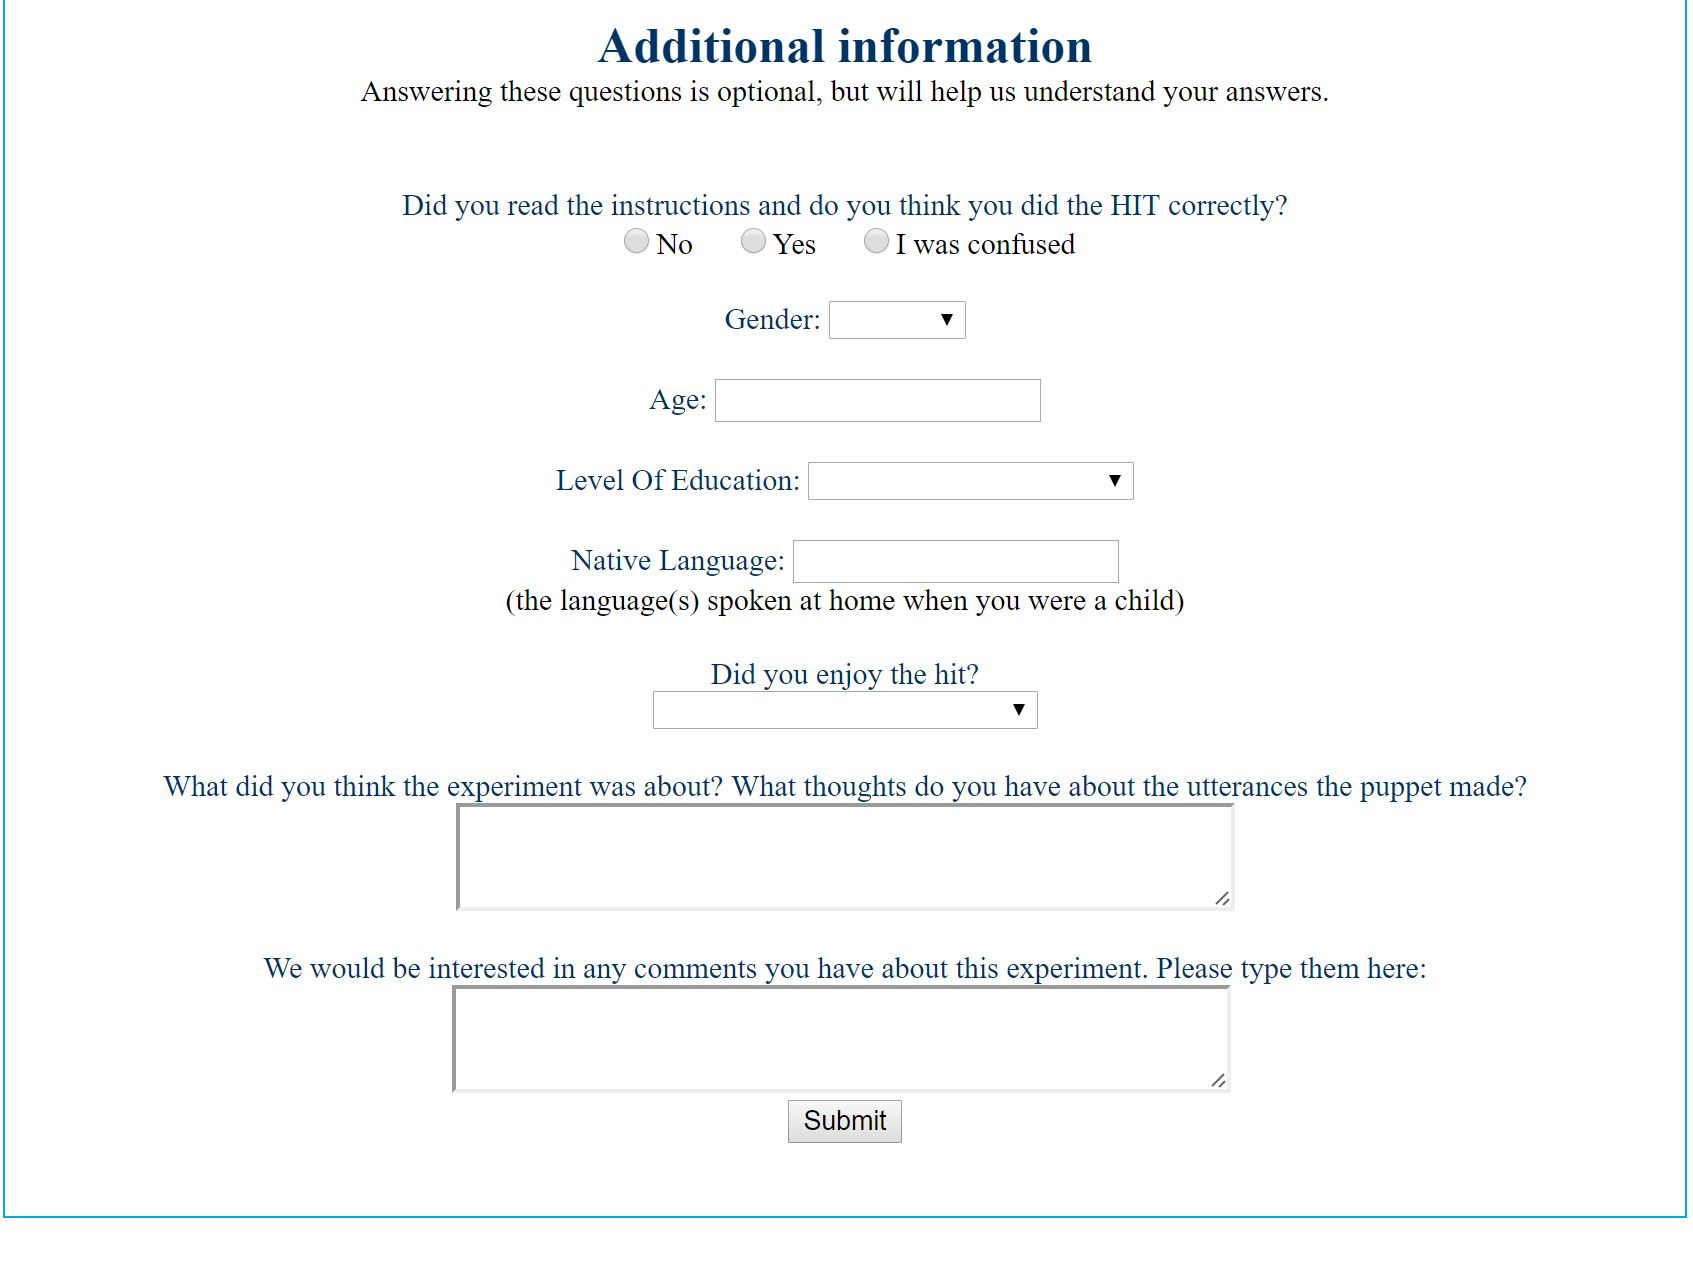 Additional information
Answering these questions is optional, but will help us understand your answers.
Did you read the instructions and do you think you did the HIT correctly?
No Yes I was confused
Gender:
Age:
Level Of Education:
Native Language:
(the language(s) spoken at home when you were a child)
Did you enjoy the hit?
What did you think the experiment was about? What thoughts do you have about the utterances the puppet made?
We would be interested in any comments you have about this experiment. Please type them here:
Submit